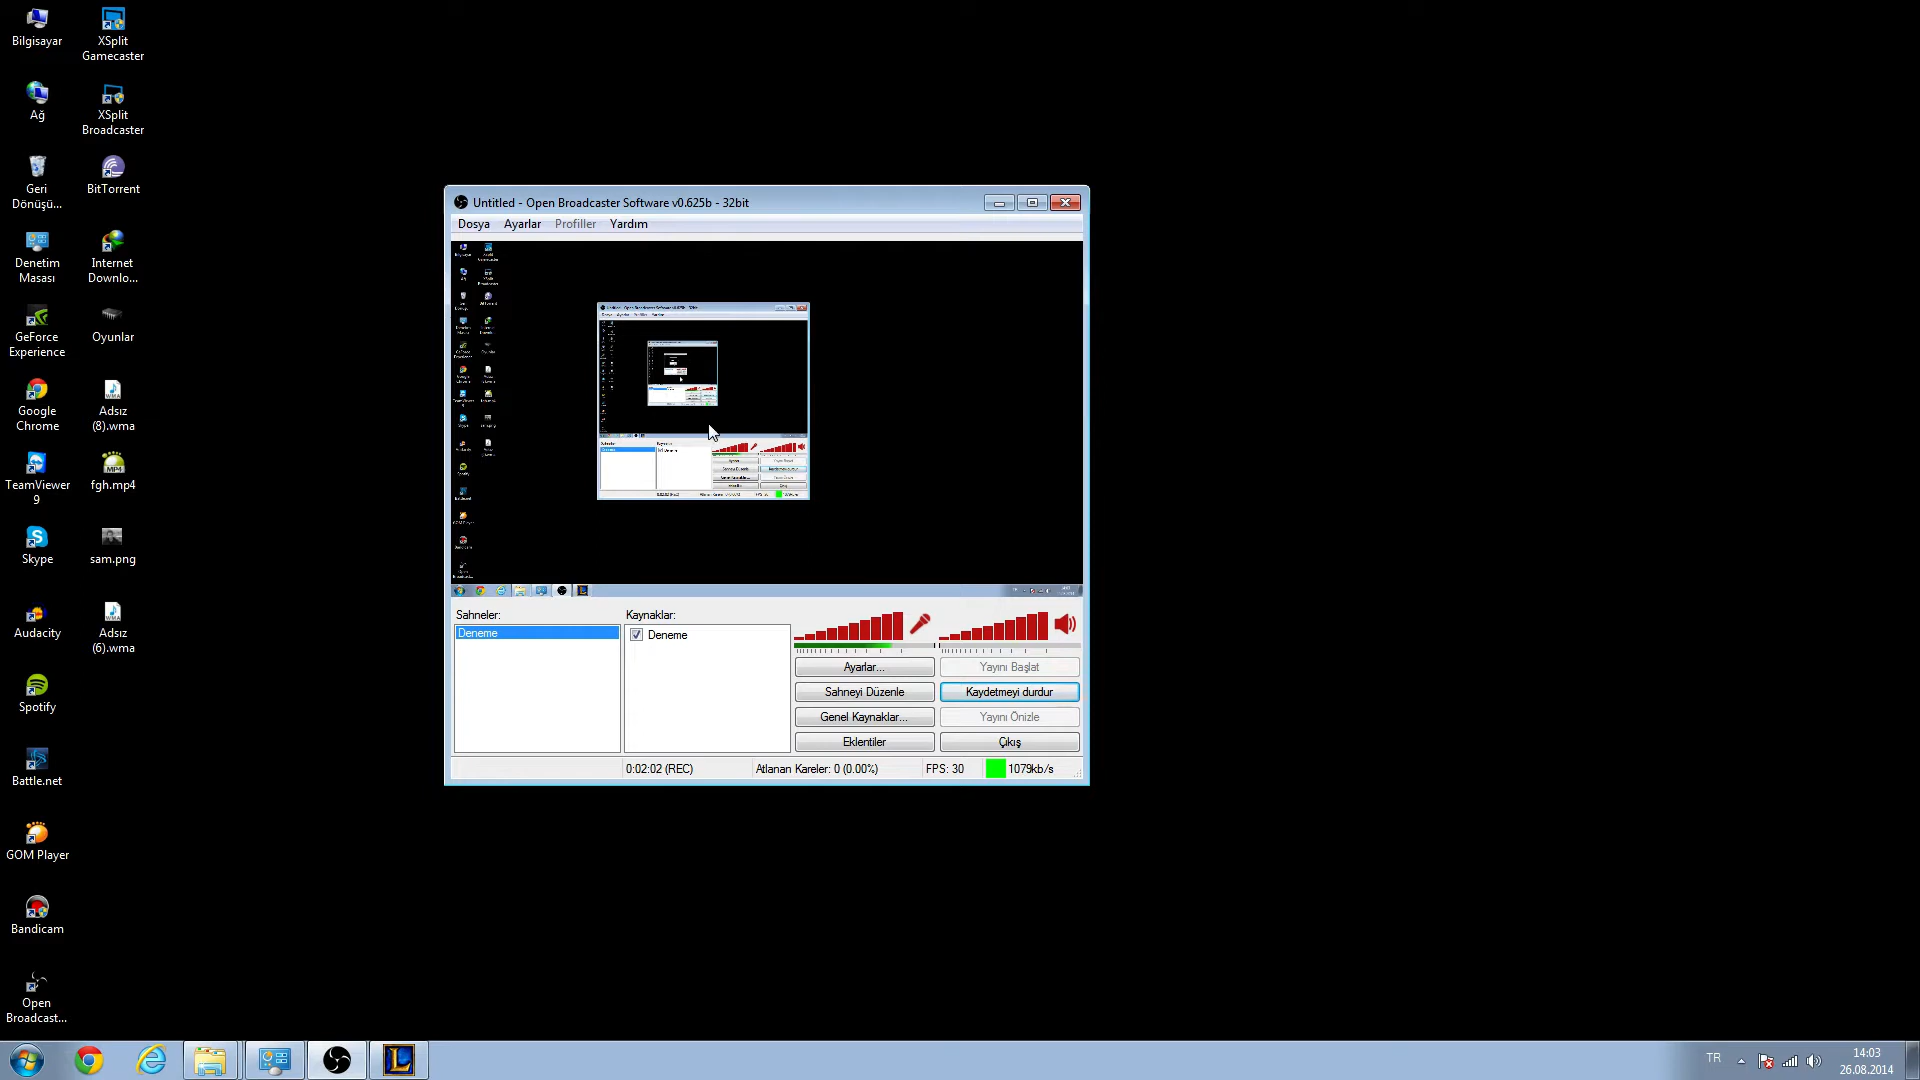 Bilgisayar
XSplit
Gamecaster
Ağ
XSplit
Broadcaster
Geri
Dönüşü...
BitTorrent
Denetim
Masası
Internet
Downlo...
GeForce
Experience
Oyunlar
Google
Chrome
Adsız
(8).wma
TeamViewer
9
fgh.mp4
Skype
sam.png
Audacity
Adsız
(6).wma
Spotify
Battle.net
GOM Player
Bandicam
Open
Broadcast...
Untitled - Open Broadcaster Software v0.625b - 32bit
Dosya Ayarlar Profiller Yardım
Sahneler:
Deneme
Kaynaklar:
Deneme
Ayarlar...
Yayını Başlat
Sahneyi Düzenle
Kaydetmeyi durdur
Genel Kaynaklar...
Yayını Önizle
Eklentiler
Çıkış
0:02:02 (REC)
Atlanan Kareler: 0 (0.00%)
FPS: 30
1079kb/s
MP4
WMA
WMA
TR
14:03
26.08.2014